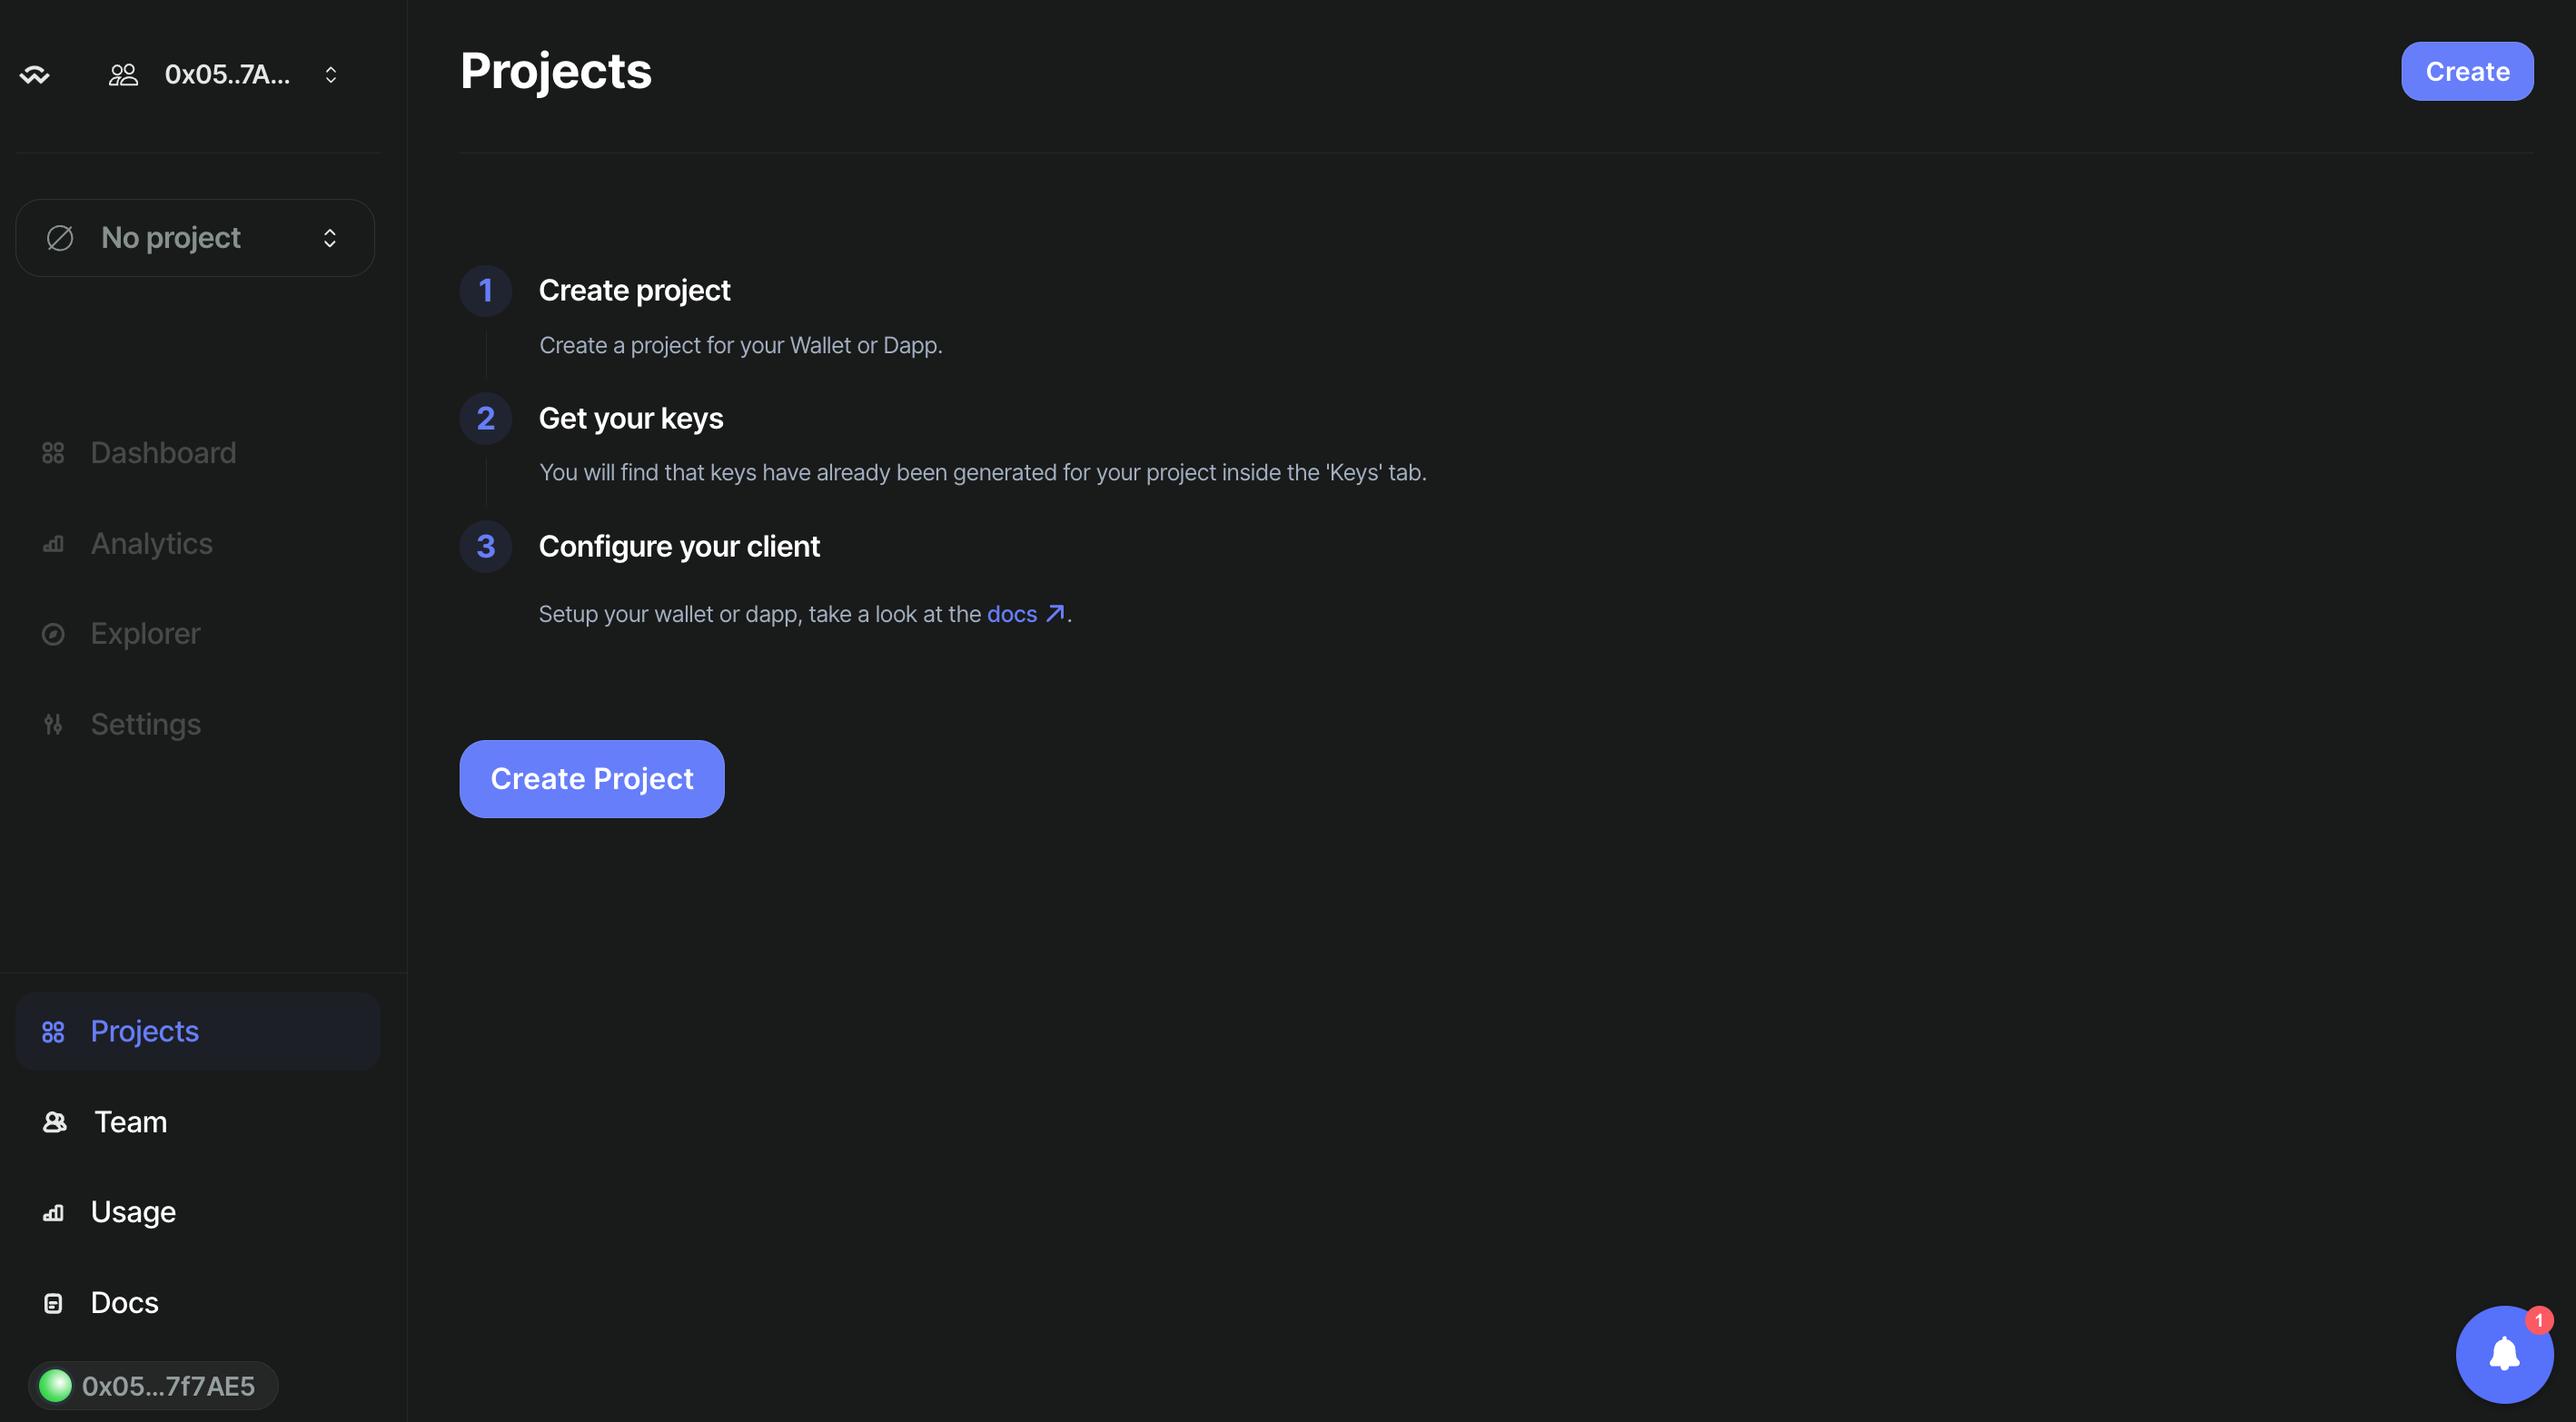 0x05..7A...
No project
Dashboard
Analytics
Explorer
Settings
Projects
Team
Usage
Docs
0x05...7f7AE5
Projects
Create
1 Create project
Create a project for your Wallet or Dapp.
2 Get your keys
You will find that keys have already been generated for your project inside the 'Keys' tab.
3 Configure your client
Setup your wallet or dapp, take a look at the docs ↗.
Create Project
1